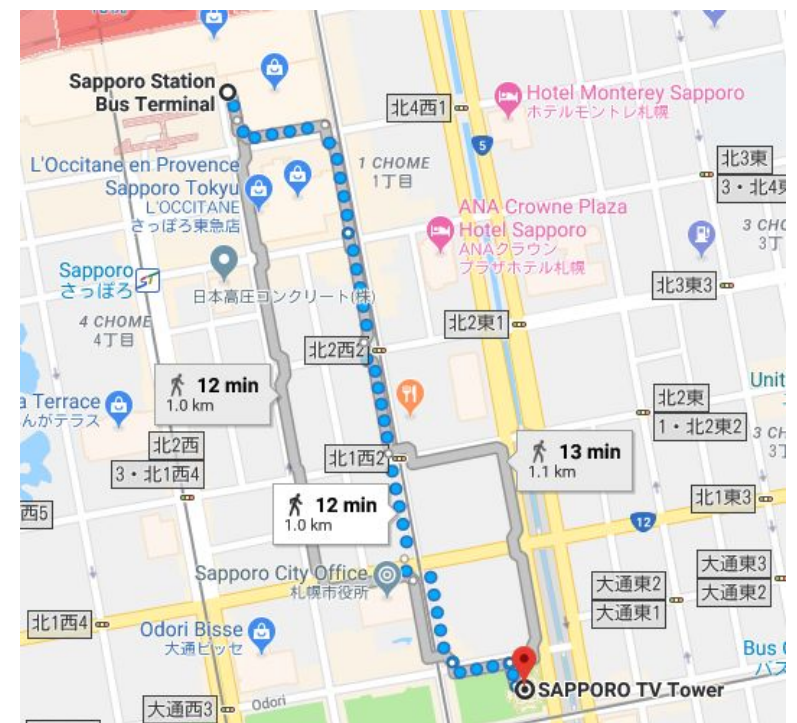 Sapporo Station
Bus Terminal
北4西1
Hotel Monterey Sapporo
ホテルモントレ札幌
5
北3東
3・北4東
L'Occitane en Provence
Sapporo Tokyu
L'OCCITANE
さっぽろ東急店
1 CHOME
1丁目
ANA Crowne Plaza
Hotel Sapporo
ANAクラウン
プラザホテル札幌
3 CHO
3丁
Sapporo
さっぽろ
ST
日本高圧コンクリート(株)
北3東3
4 CHOME
4丁目
北2西2
北2東1
12 min
1.0 km
a Terrace
んがテラス
北2西
3・北1西4
北1西2
13 min
1.1 km
北2東
1・北2東2
Unit
3 CH
3丁
西5
12 min
1.0 km
北1東3
12
Sapporo City Office
札幌市役所
大通東3
大通東2
大通東2
大通東1
北1西4
Odori Bisse
大通ビッセ
Bus
バス
SAPPORO TV Tower
大通西3
Odori